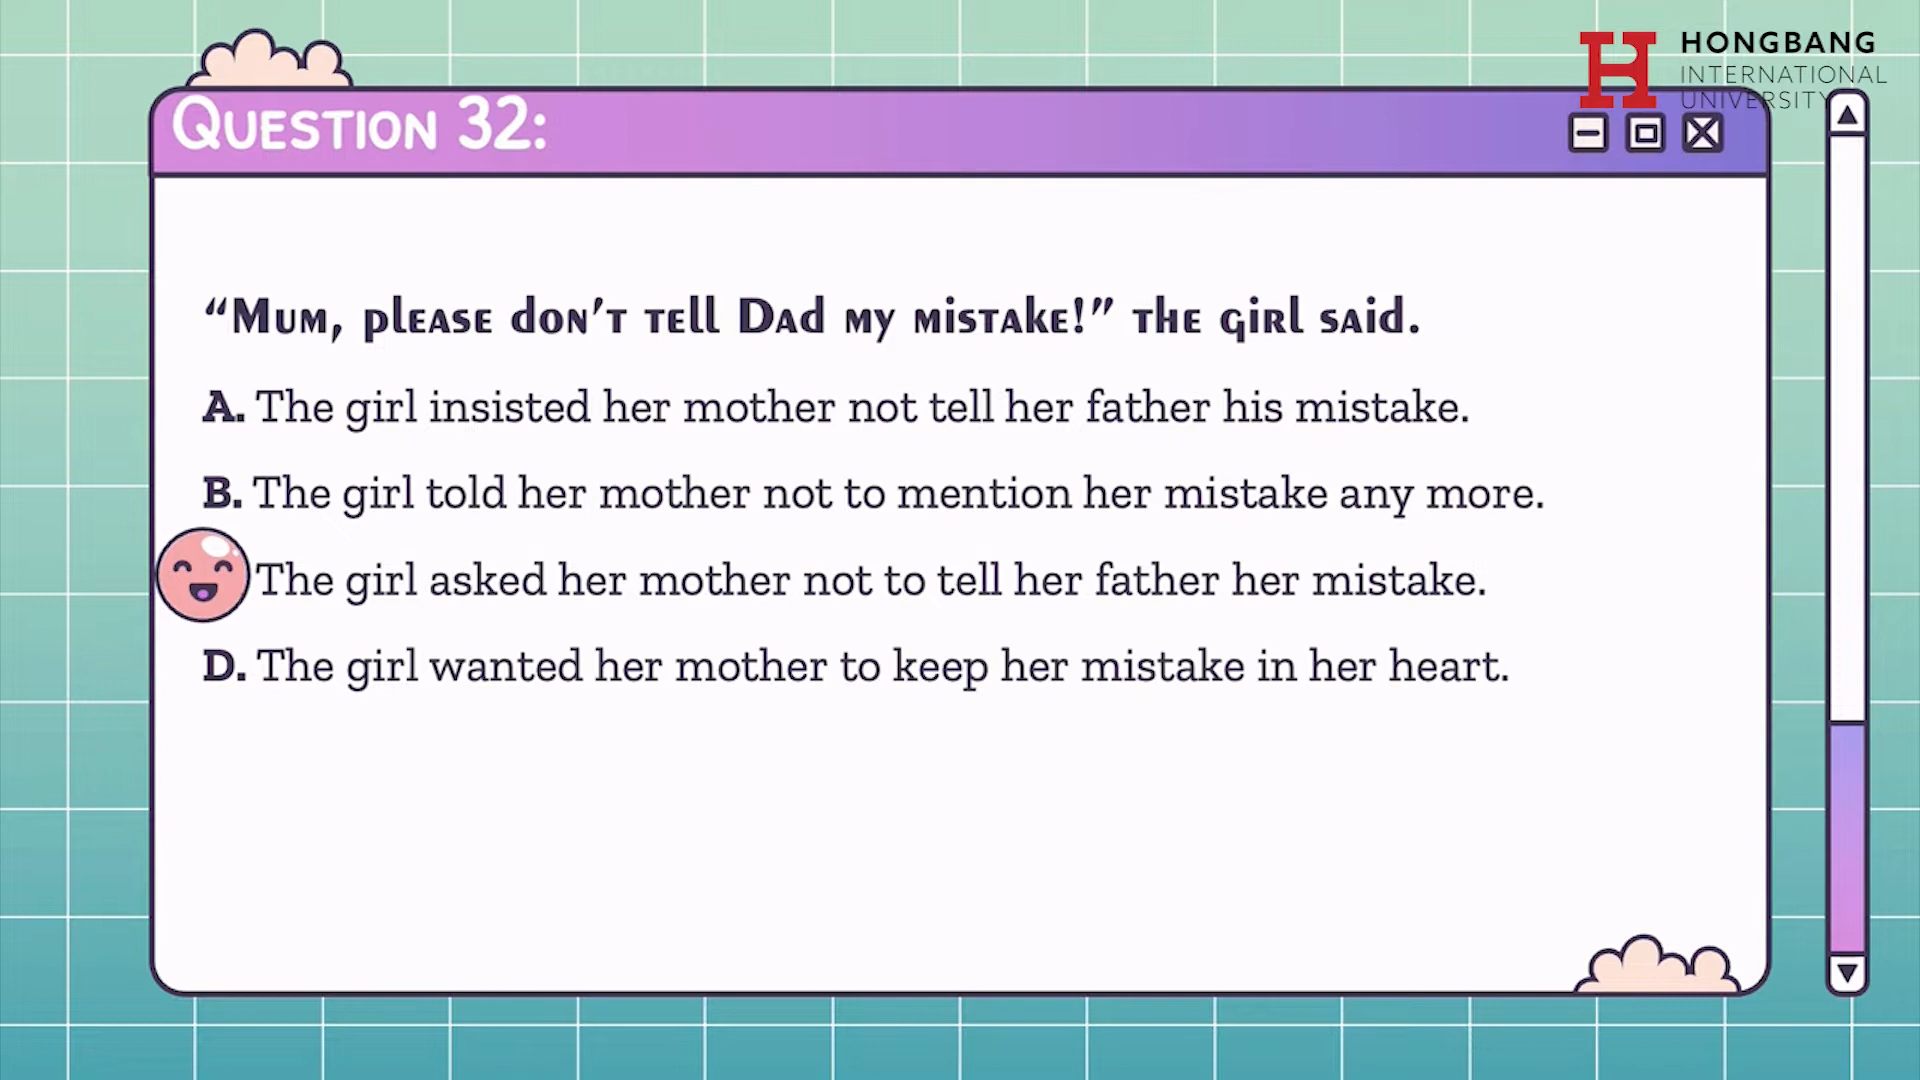 HONGBANG
INTERNATIONAL
UNIVERSITY
QUESTION 32:
“Mum, please don’t tell Dad my mistake!” the girl said.
A. The girl insisted her mother not tell her father his mistake.
B. The girl told her mother not to mention her mistake any more.
The girl asked her mother not to tell her father her mistake.
D. The girl wanted her mother to keep her mistake in her heart.